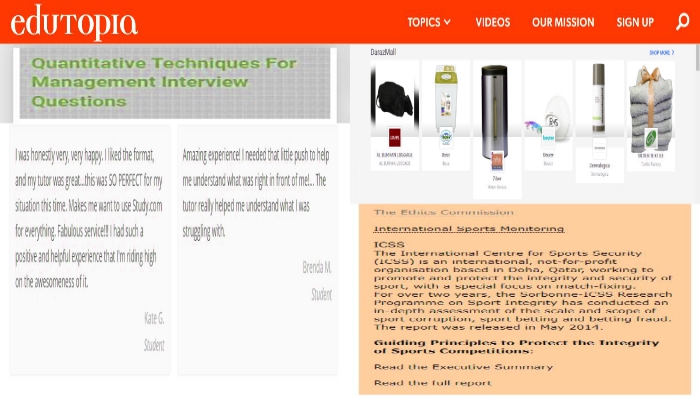 edutopia
TOPICS
VIDEOS
OUR MISSION
SIGN UP
Quantitative Techniques For
Management Interview
Questions
I was honestly very, very happy. I liked the format,
and my tutor was great...this was SO PERFECT for my
situation this time. Makes me want to use Study.com
for everything. Fabulous service!!! I had such a
positive and helpful experience that I'm riding high
on the awesomeness of it.
Kate G.
Student
Amazing experience! I needed that little push to help
me understand what was right in front of me!... The
tutor really helped me understand what I was
struggling with.
Brenda M.
Student
DarazMall
SHOP MORE
The Ethics Commission
International Sports Monitoring
ICSS
The International Centre for Sports Security
(ICSS) is an international, not-for-profit
organisation based in Doha, Qatar, working to
promote and protect the integrity and security of
sport, with a special focus on match-fixing.
For over two years, the Sorbonne-ICSS Research
Programme on Sport Integrity has conducted an
in-depth assessment of the scale and scope of
sport corruption, sport betting and betting fraud.
The report was released in May 2014.
Guiding Principles to Protect the Integrity
of Sports Competitions:
Read the Executive Summary
Read the full report